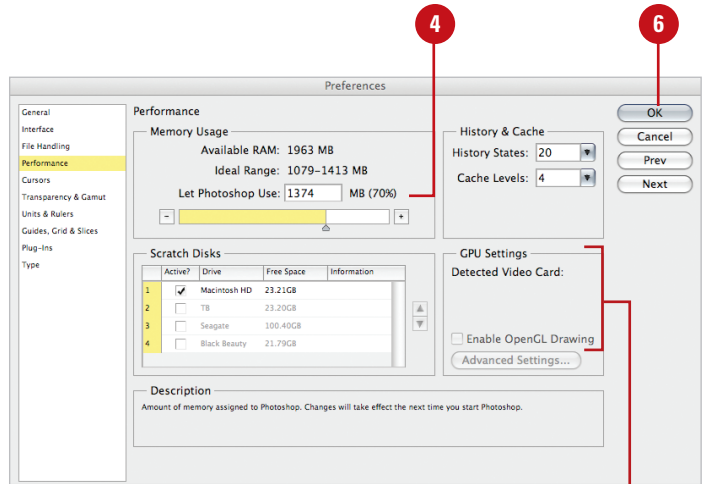 4
6
Preferences
General
Interface
File Handling
Performance
Cursors
Transparency & Gamut
Units & Rulers
Guides, Grid & Slices
Plug-Ins
Type
Performance
Memory Usage
Available RAM: 1963 MB
Ideal Range: 1079-1413 MB
Let Photoshop Use: 1374 MB (70%)
- +
History & Cache
History States: 20
Cache Levels: 4
OK
Cancel
Prev
Next
Scratch Disks
Active? Drive Free Space Information
1 Macintosh HD 23.21GB
2 TB 23.20GB
3 Seagate 100.40GB
4 Black Beauty 21.79GB
GPU Settings
Detected Video Card:
Enable OpenGL Drawing
Advanced Settings...
Description
Amount of memory assigned to Photoshop. Changes will take effect the next time you start Photoshop.